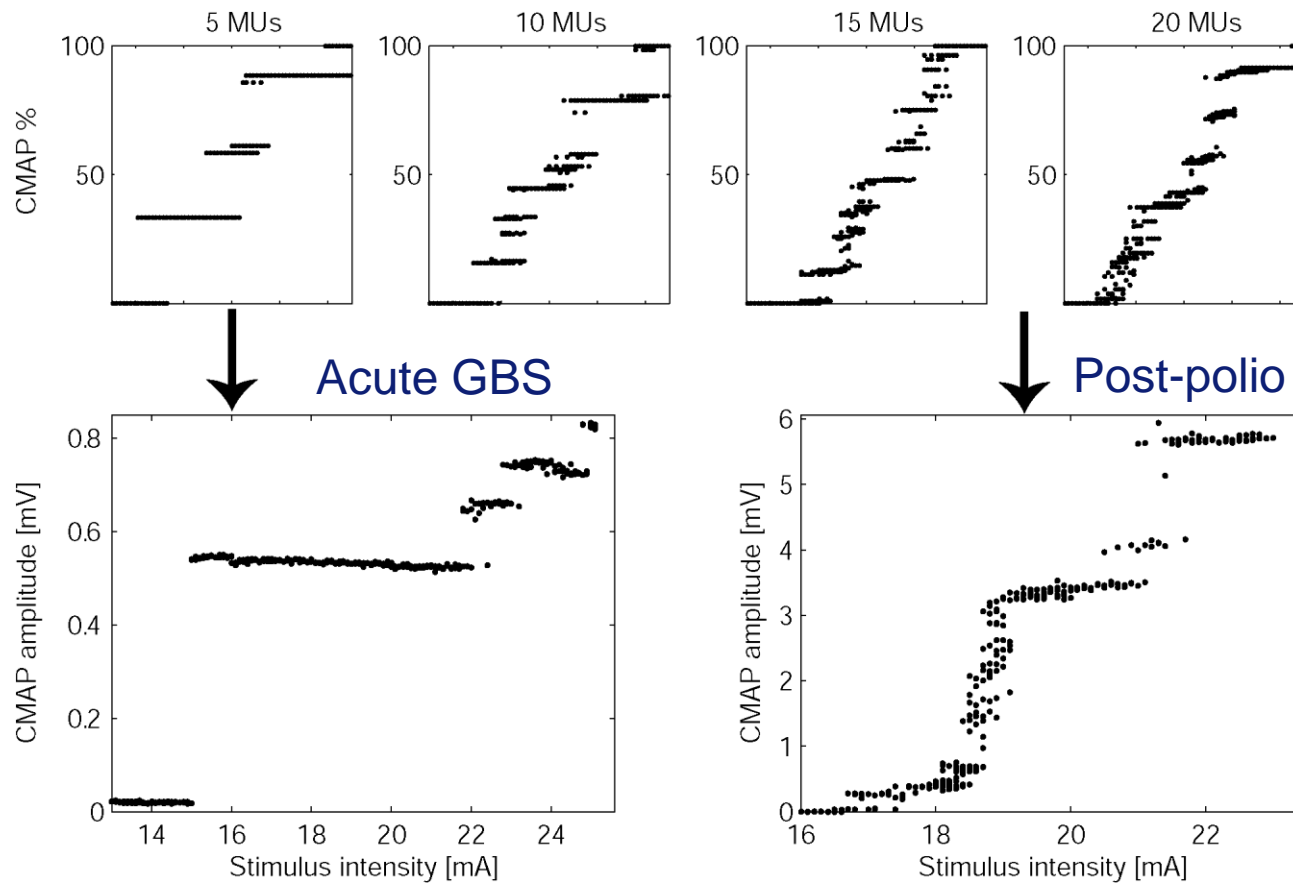 5 MUs 10 MUs 15 MUs 20 MUs
CMAP %
100 100 100 100
50 50 50 50
Acute GBS Post-polio
CMAP amplitude [mV]
0.8
0.6
0.4
0.2
0
14 16 18 20 22 24
Stimulus intensity [mA]
CMAP amplitude [mV]
6
5
4
3
2
1
0
16 18 20 22
Stimulus intensity [mA]